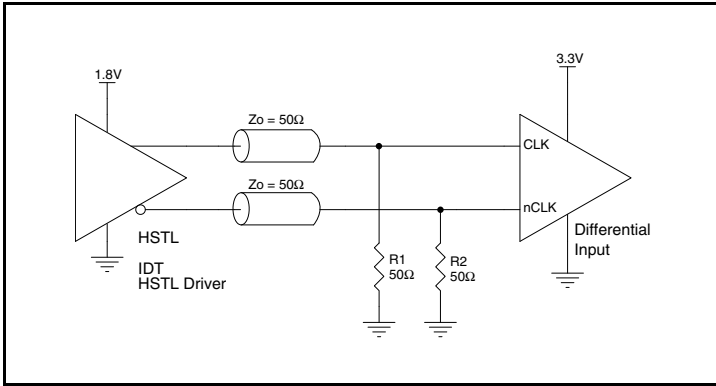 1.8V
3.3V
Zo = 50Ω
CLK
Zo = 50Ω
nCLK
HSTL
IDT
HSTL Driver
Differential
Input
R1
50Ω
R2
50Ω